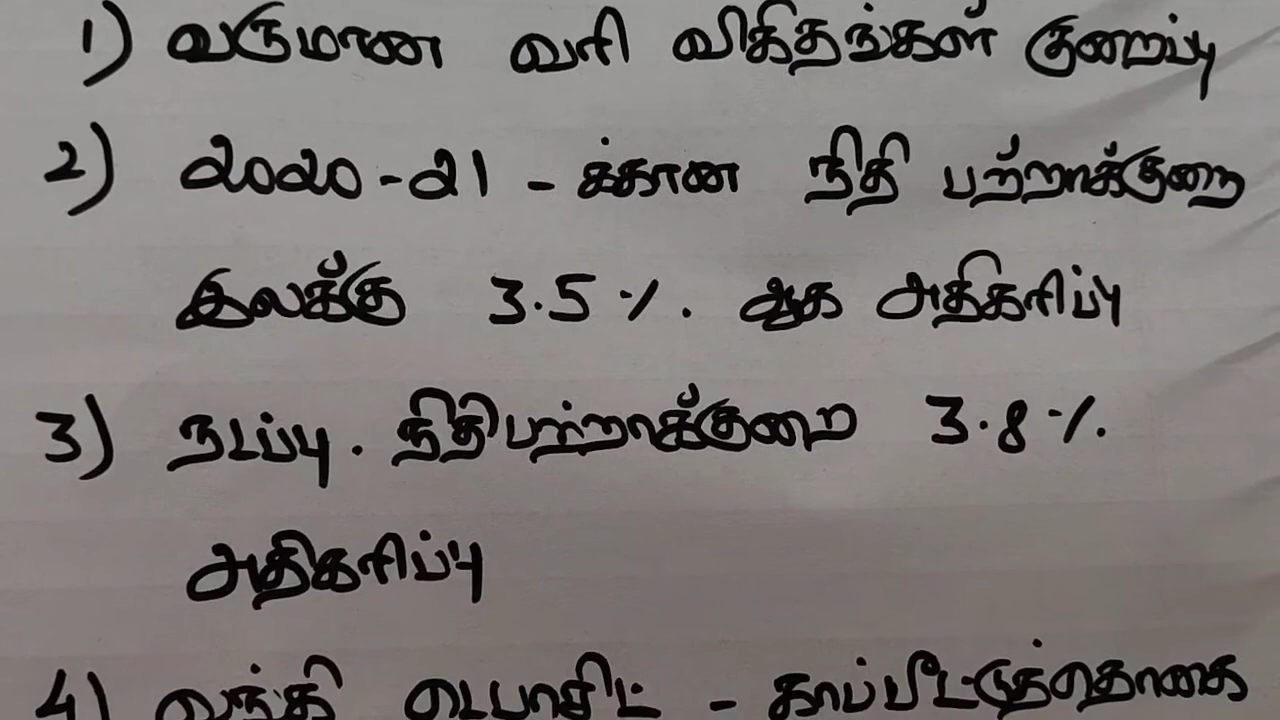 1) வருமான வரி விகிதங்கள் குறைப்பு
2) 2020-21 - க்கான நிதி பற்றாக்குறை
இலக்கு 3.5 %. ஆக அதிகரிப்பு
3) நடப்பு. நிதிபற்றாக்குறை 3.8 %.
அதிகரிப்பு
4) வங்கி டெபாசிட் - காப்பீட்டுத்தொகை